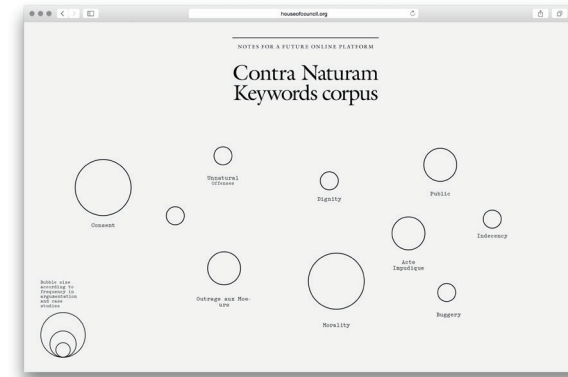 houseofcouncil.org
NOTES FOR A FUTURE ONLINE PLATFORM
Contra Naturam
Keywords corpus
Unnatural
Offenses
Dignity
Public
Consent
Indecency
Acte
Impudique
Outrage aux Moe-
urs
Morality
Buggery
Bubble size
according to
frequency in
argumentation
and case
studies